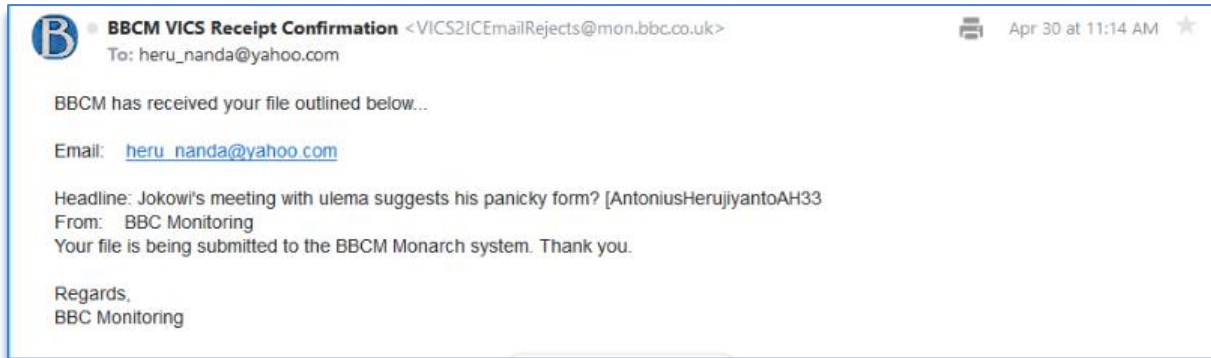 B
BBCM VICS Receipt Confirmation <VICS2ICEmailRejects@mon.bbc.co.uk> Apr 30 at 11:14 AM
To: heru_nanda@yahoo.com
BBCM has received your file outlined below...
Email: heru_nanda@yahoo.com
Headline: Jokowi's meeting with ulema suggests his panicky form? [AntoniusHerujiyantoAH33
From: BBC Monitoring
Your file is being submitted to the BBCM Monarch system. Thank you.
Regards,
BBC Monitoring